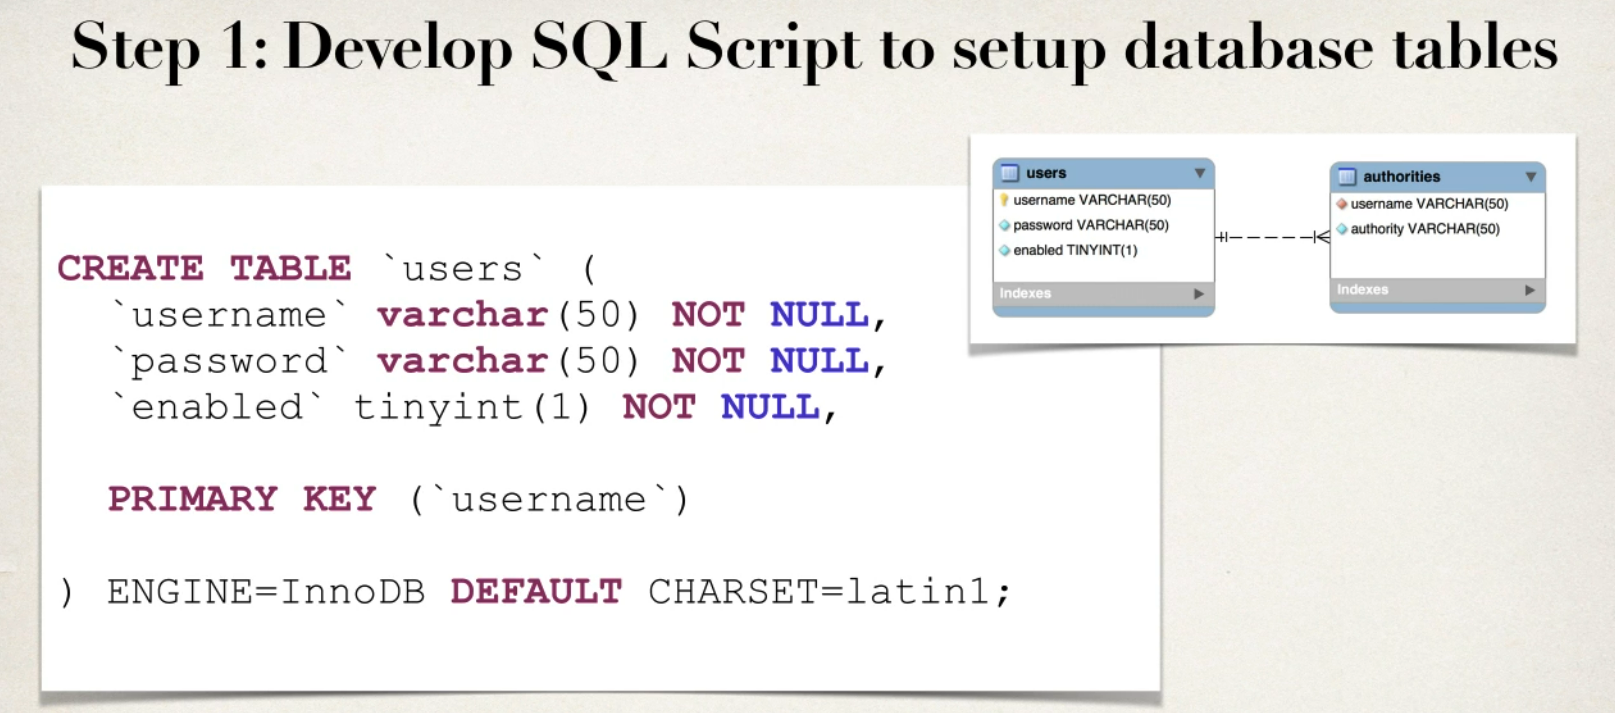 Step 1: Develop SQL Script to setup database tables
CREATE TABLE `users` (
`username` varchar(50) NOT NULL,
`password` varchar(50) NOT NULL,
`enabled` tinyint(1) NOT NULL,
PRIMARY KEY (`username`)
) ENGINE=InnoDB DEFAULT CHARSET=latin1;
users
username VARCHAR(50)
password VARCHAR(50)
enabled TINYINT(1)
Indexes
authorities
username VARCHAR(50)
authority VARCHAR(50)
Indexes